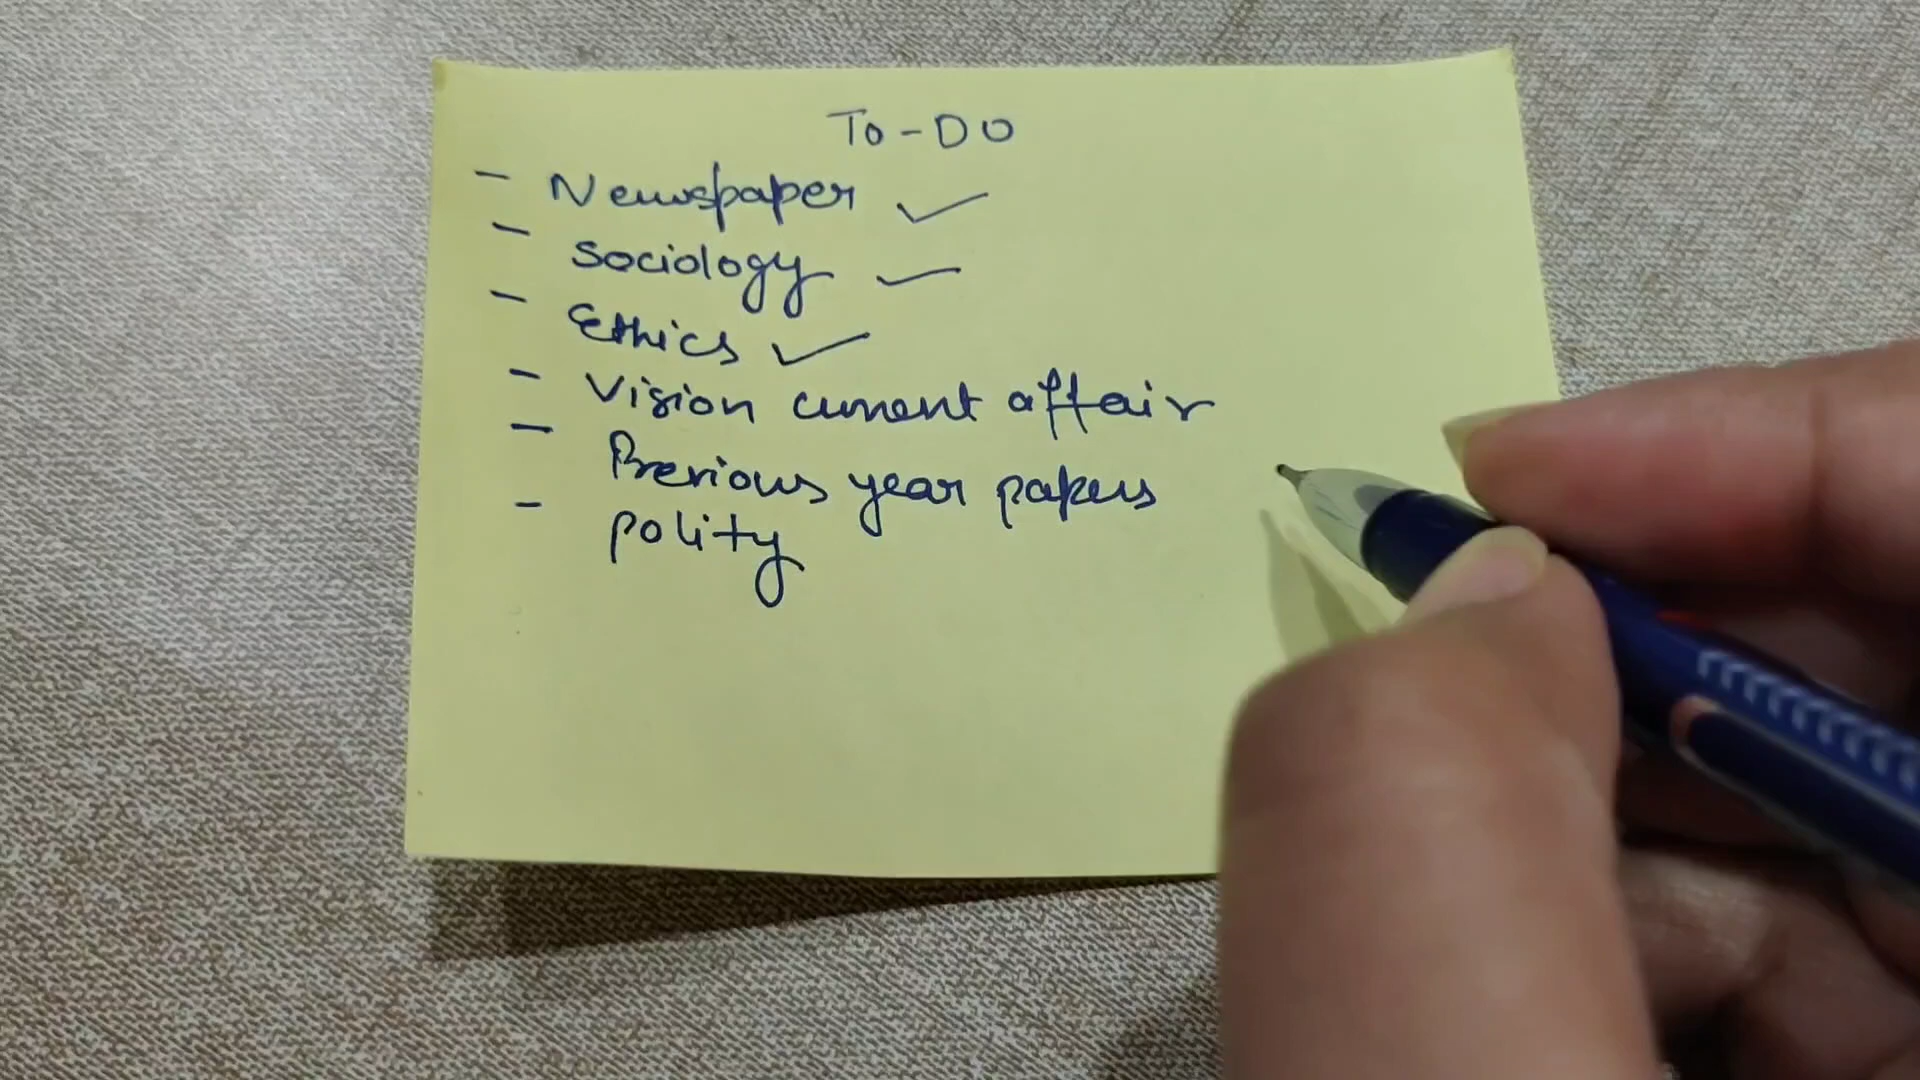 To-Do
- Newspaper ✓
- Sociology ✓
- Ethics ✓
- Vision current affair
- Previous year papers
- polity